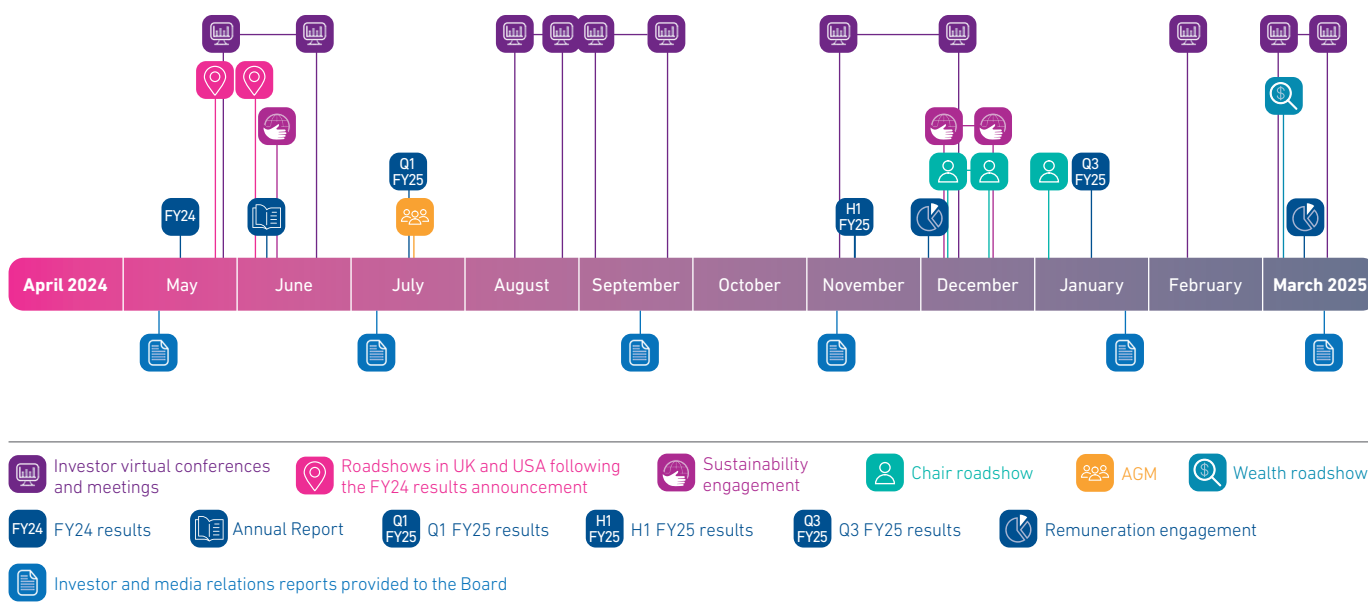 Q1
FY25
Q3
FY25
FY24
H1
FY25
April 2024 May June July August September October November December January February March 2025
Investor virtual conferences
and meetings
Roadshows in UK and USA following
the FY24 results announcement
Sustainability
engagement
Chair roadshow
AGM
Wealth roadshow
FY24 FY24 results
Annual Report
Q1
FY25
Q1 FY25 results
H1
FY25
H1 FY25 results
Q3
FY25
Q3 FY25 results
Remuneration engagement
Investor and media relations reports provided to the Board